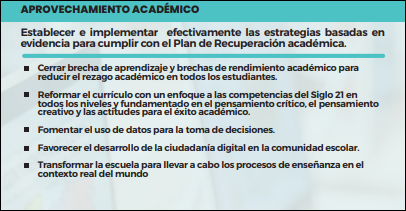 APROVECHAMIENTO ACADÉMICO
Establecer e implementar efectivamente las estrategias basadas en
evidencia para cumplir con el Plan de Recuperación académica.
Cerrar brecha de aprendizaje y brechas de rendimiento académico para
reducir el rezago académico en todos los estudiantes.
Reformar el currículo con un enfoque a las competencias del Siglo 21 en
todos los niveles y fundamentado en el pensamiento crítico, el pensamiento
creativo y las actitudes para el éxito académico.
Fomentar el uso de datos para la toma de decisiones.
Favorecer el desarrollo de la ciudadanía digital en la comunidad escolar.
Transformar la escuela para llevar a cabo los procesos de enseñanza en el
contexto real del mundo